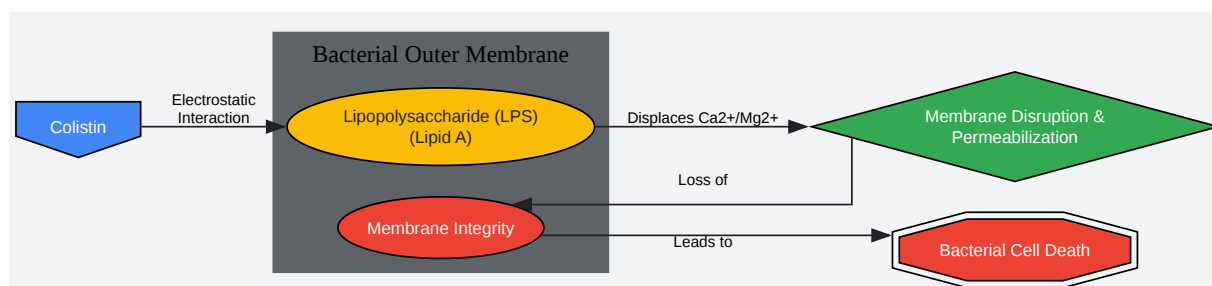 Bacterial Outer Membrane
Colistin
Electrostatic
Interaction
Lipopolysaccharide (LPS)
(Lipid A)
Displaces Ca2+/Mg2+
Membrane Disruption &
Permeabilization
Loss of
Membrane Integrity
Leads to
Bacterial Cell Death